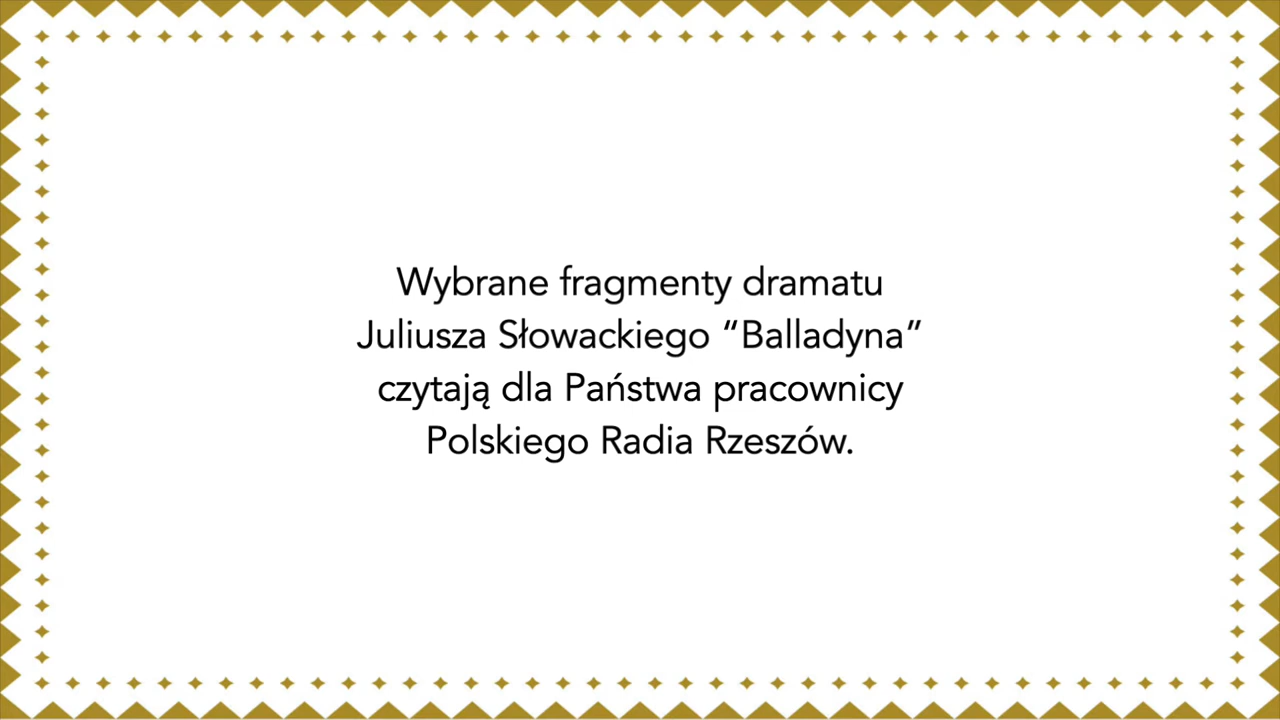 Wybrane fragmenty dramatu
Juliusza Słowackiego “Balladyna”
czytają dla Państwa pracownicy
Polskiego Radia Rzeszów.